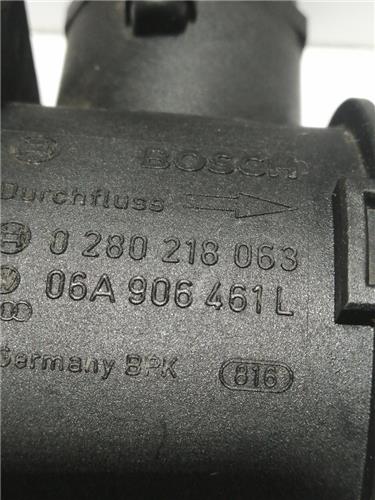 BOSCH
Durchfluss
0 280 218 063
06A 906 461 L
Germany BPK 816